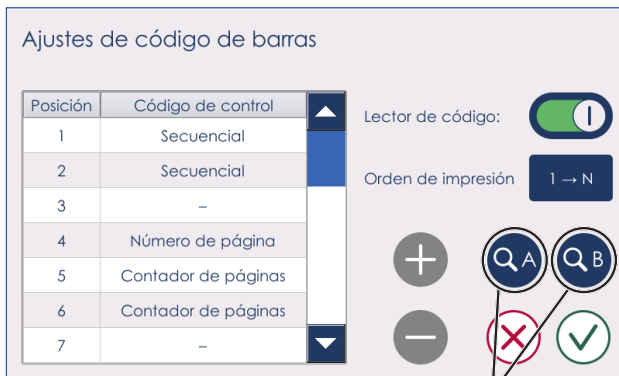 Ajustes de código de barras
Posición Código de control
1 Secuencial
2 Secuencial
3 –
4 Número de página
5 Contador de páginas
6 Contador de páginas
7 –
Lector de código:
Orden de impresión 1 → N
A B